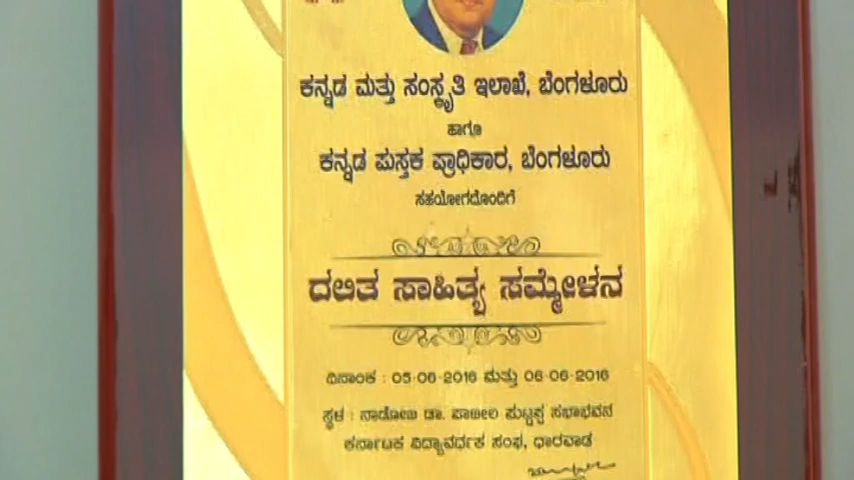 ಕನ್ನಡ ಮತ್ತು ಸಂಸ್ಕೃತಿ ಇಲಾಖೆ, ಬೆಂಗಳೂರು
ಹಾಗೂ
ಕನ್ನಡ ಪುಸ್ತಕ ಪ್ರಾಧಿಕಾರ, ಬೆಂಗಳೂರು
ಸಹಯೋಗದೊಂದಿಗೆ
ದಲಿತ ಸಾಹಿತ್ಯ ಸಮ್ಮೇಳನ
ದಿನಾಂಕ : 05-06-2016 ಮತ್ತು 06-06-2016
ಸ್ಥಳ : ನಾಡೋಜ ಡಾ. ಪಾಟೀಲ ಪುಟ್ಟಪ್ಪ ಸಭಾಭವನ
ಕರ್ನಾಟಕ ವಿದ್ಯಾವರ್ಧಕ ಸಂಘ, ಧಾರವಾಡ